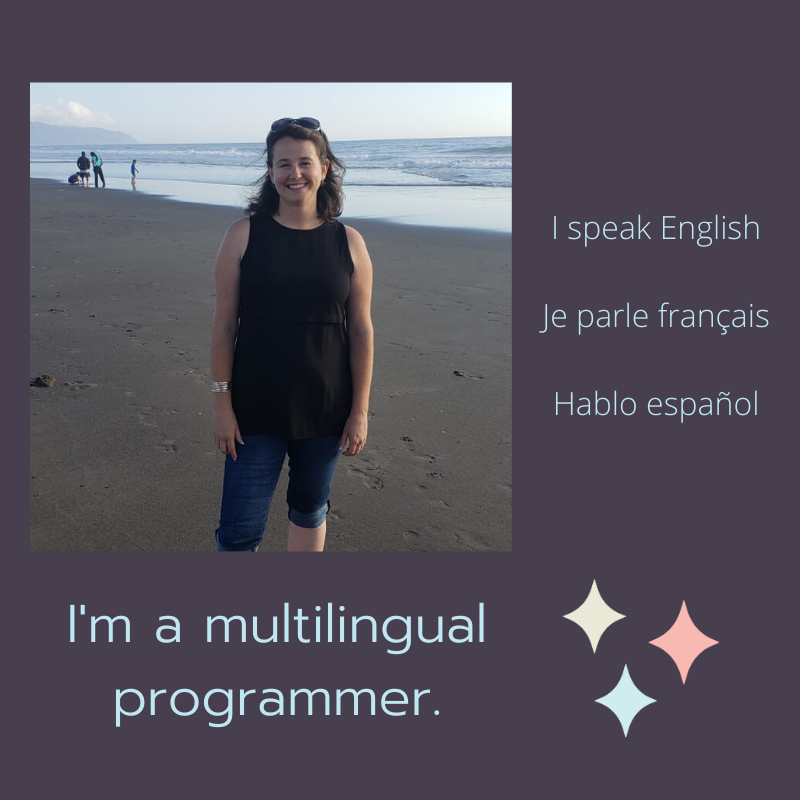 I speak English
Je parle français
Hablo español
I'm a multilingual
programmer.